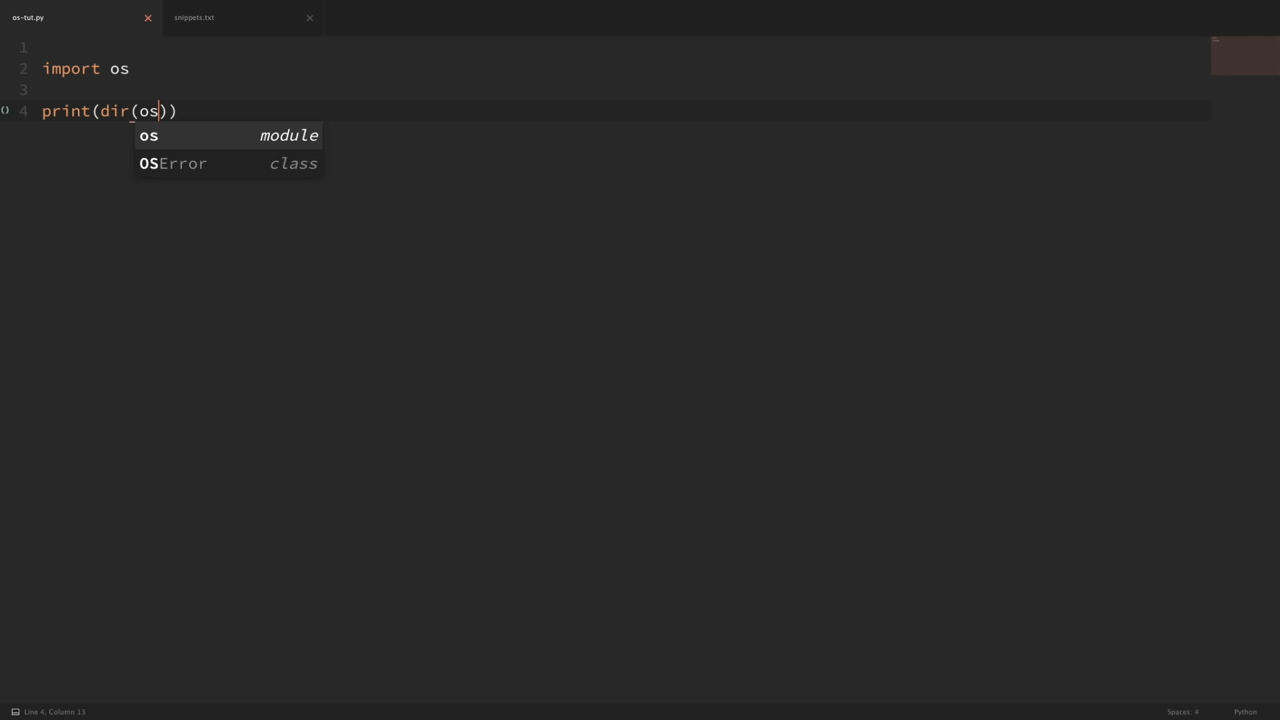 os-tut.py
snippets.txt
1
2 import os
3
() 4 print(dir(os))
os module
OSError class
Line 4, Column 13
Spaces: 4
Python